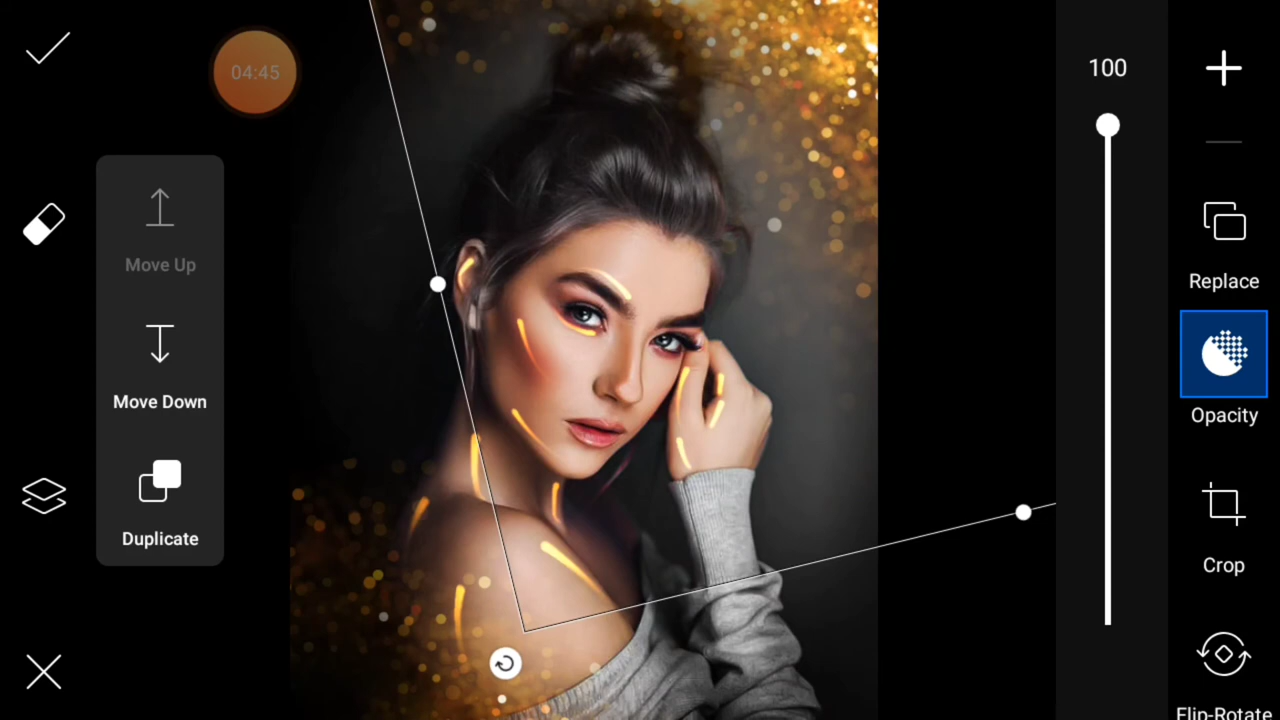 04:45
100
Move Up
Move Down
Duplicate
Replace
Opacity
Crop
Flip-Rotate